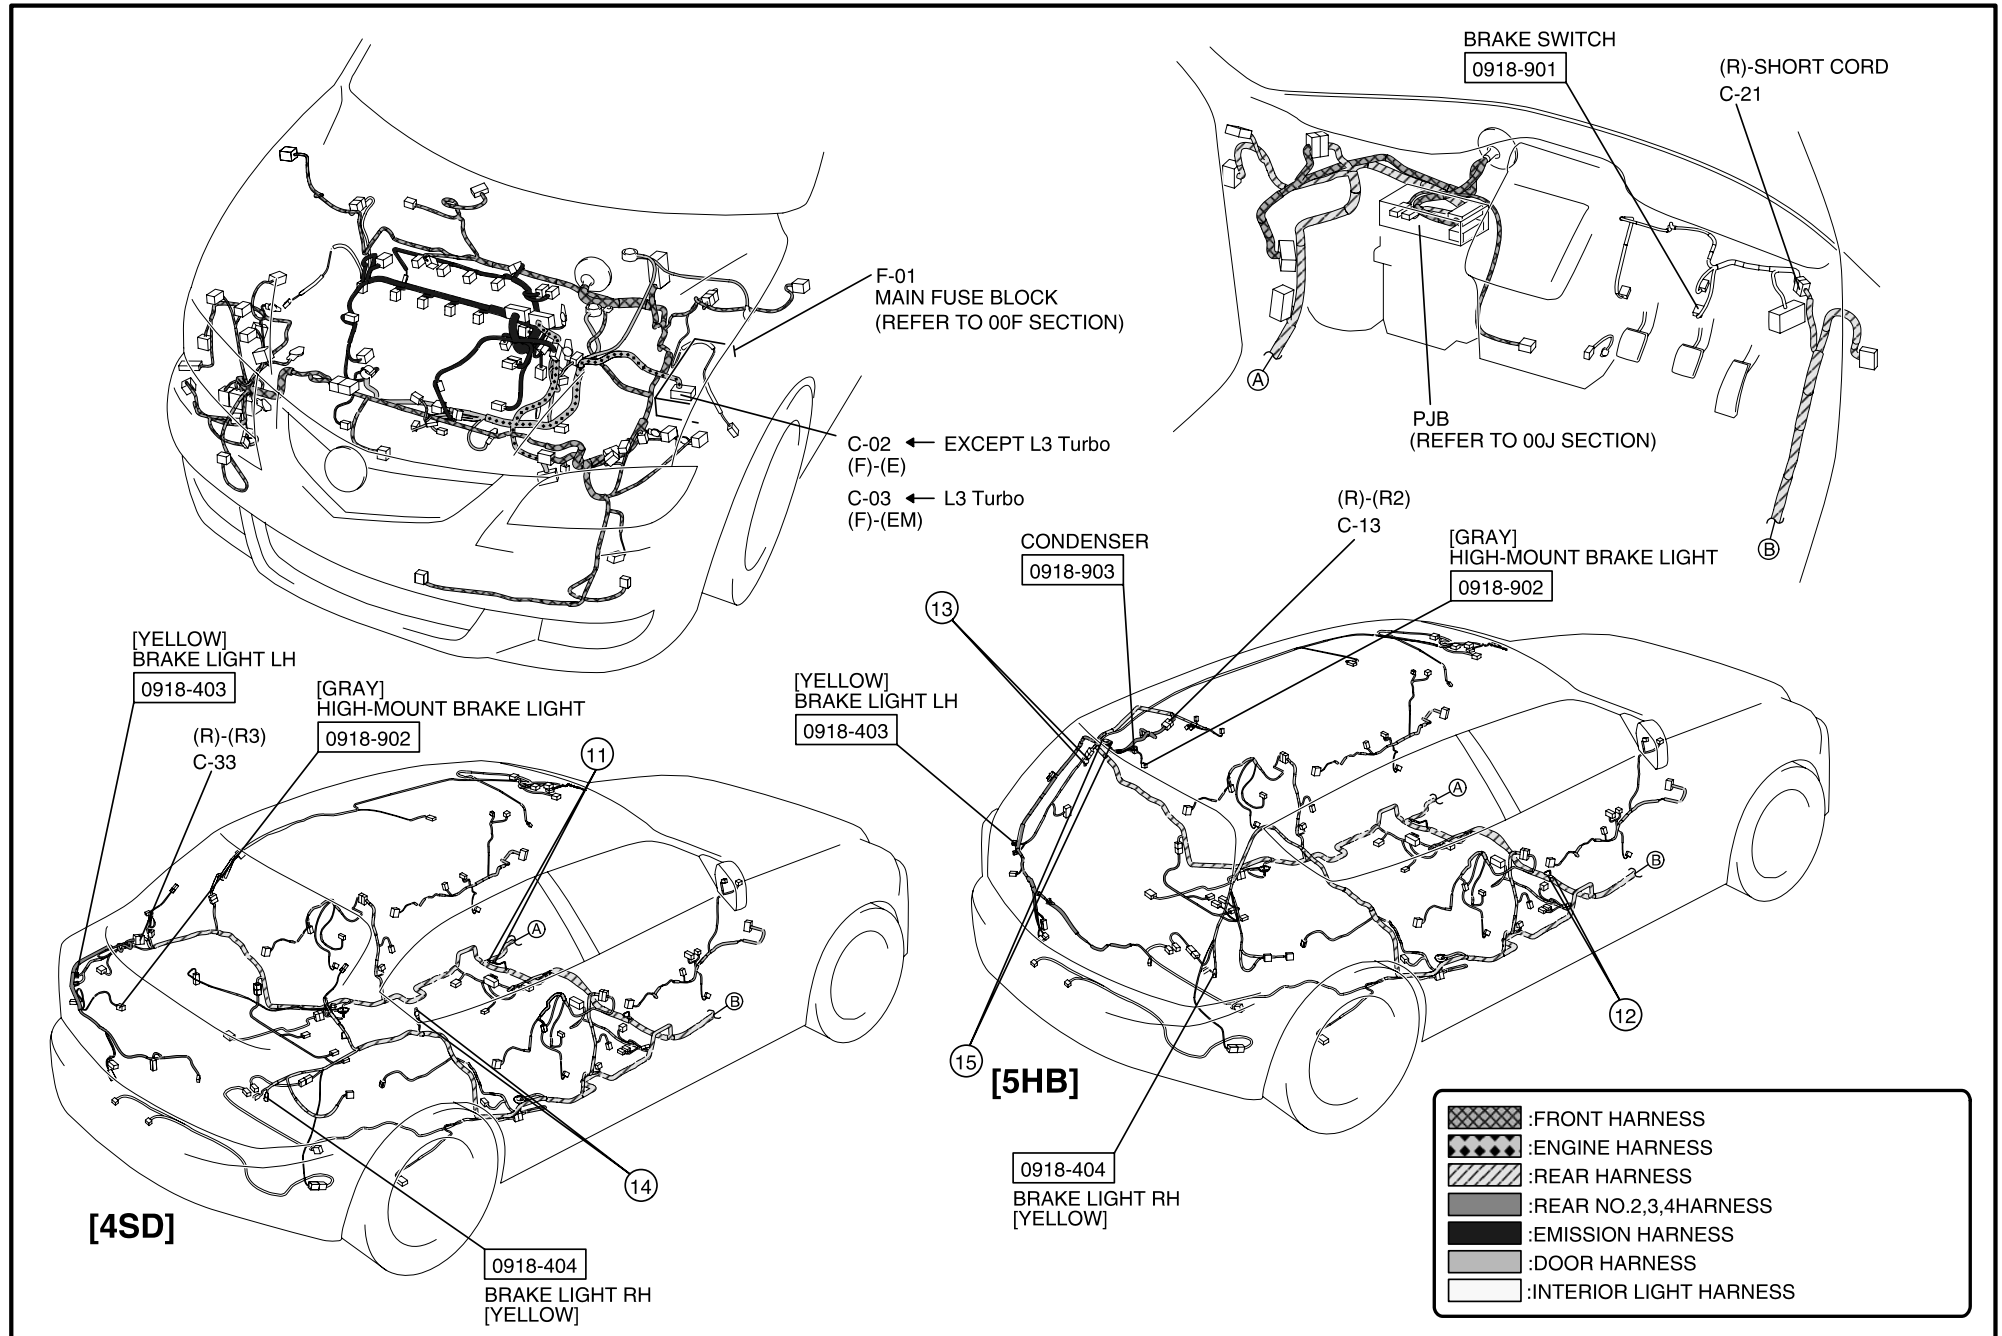 BRAKE SWITCH
0918-901
(R)-SHORT CORD
C-21
F-01
MAIN FUSE BLOCK
(REFER TO 00F SECTION)
A
PJB
(REFER TO 00J SECTION)
B
C-02 ← EXCEPT L3 Turbo
(F)-(E)
C-03 ← L3 Turbo
(F)-(EM)
(R)-(R2)
C-13
CONDENSER
0918-903
[GRAY]
HIGH-MOUNT BRAKE LIGHT
0918-902
13
[YELLOW]
BRAKE LIGHT LH
0918-403
[YELLOW]
BRAKE LIGHT LH
0918-403
(R)-(R3)
C-33
[GRAY]
HIGH-MOUNT BRAKE LIGHT
0918-902
11
A
B
A
B
12
15
[5HB]
14
[4SD]
0918-404
BRAKE LIGHT RH
[YELLOW]
0918-404
BRAKE LIGHT RH
[YELLOW]
:FRONT HARNESS
:ENGINE HARNESS
:REAR HARNESS
:REAR NO.2,3,4HARNESS
:EMISSION HARNESS
:DOOR HARNESS
:INTERIOR LIGHT HARNESS